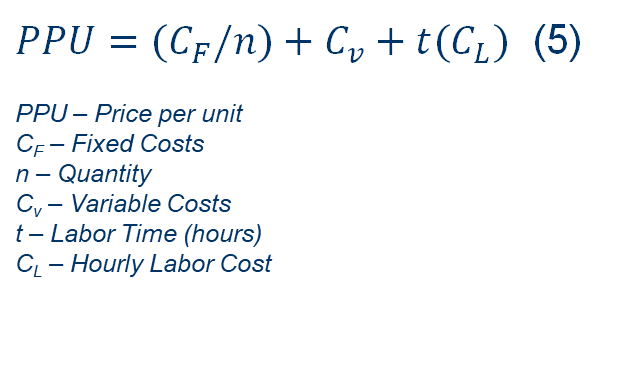 PPU = (C_F/n) + C_v + t(C_L) (5)
PPU – Price per unit
C_F – Fixed Costs
n – Quantity
C_v – Variable Costs
t – Labor Time (hours)
C_L – Hourly Labor Cost